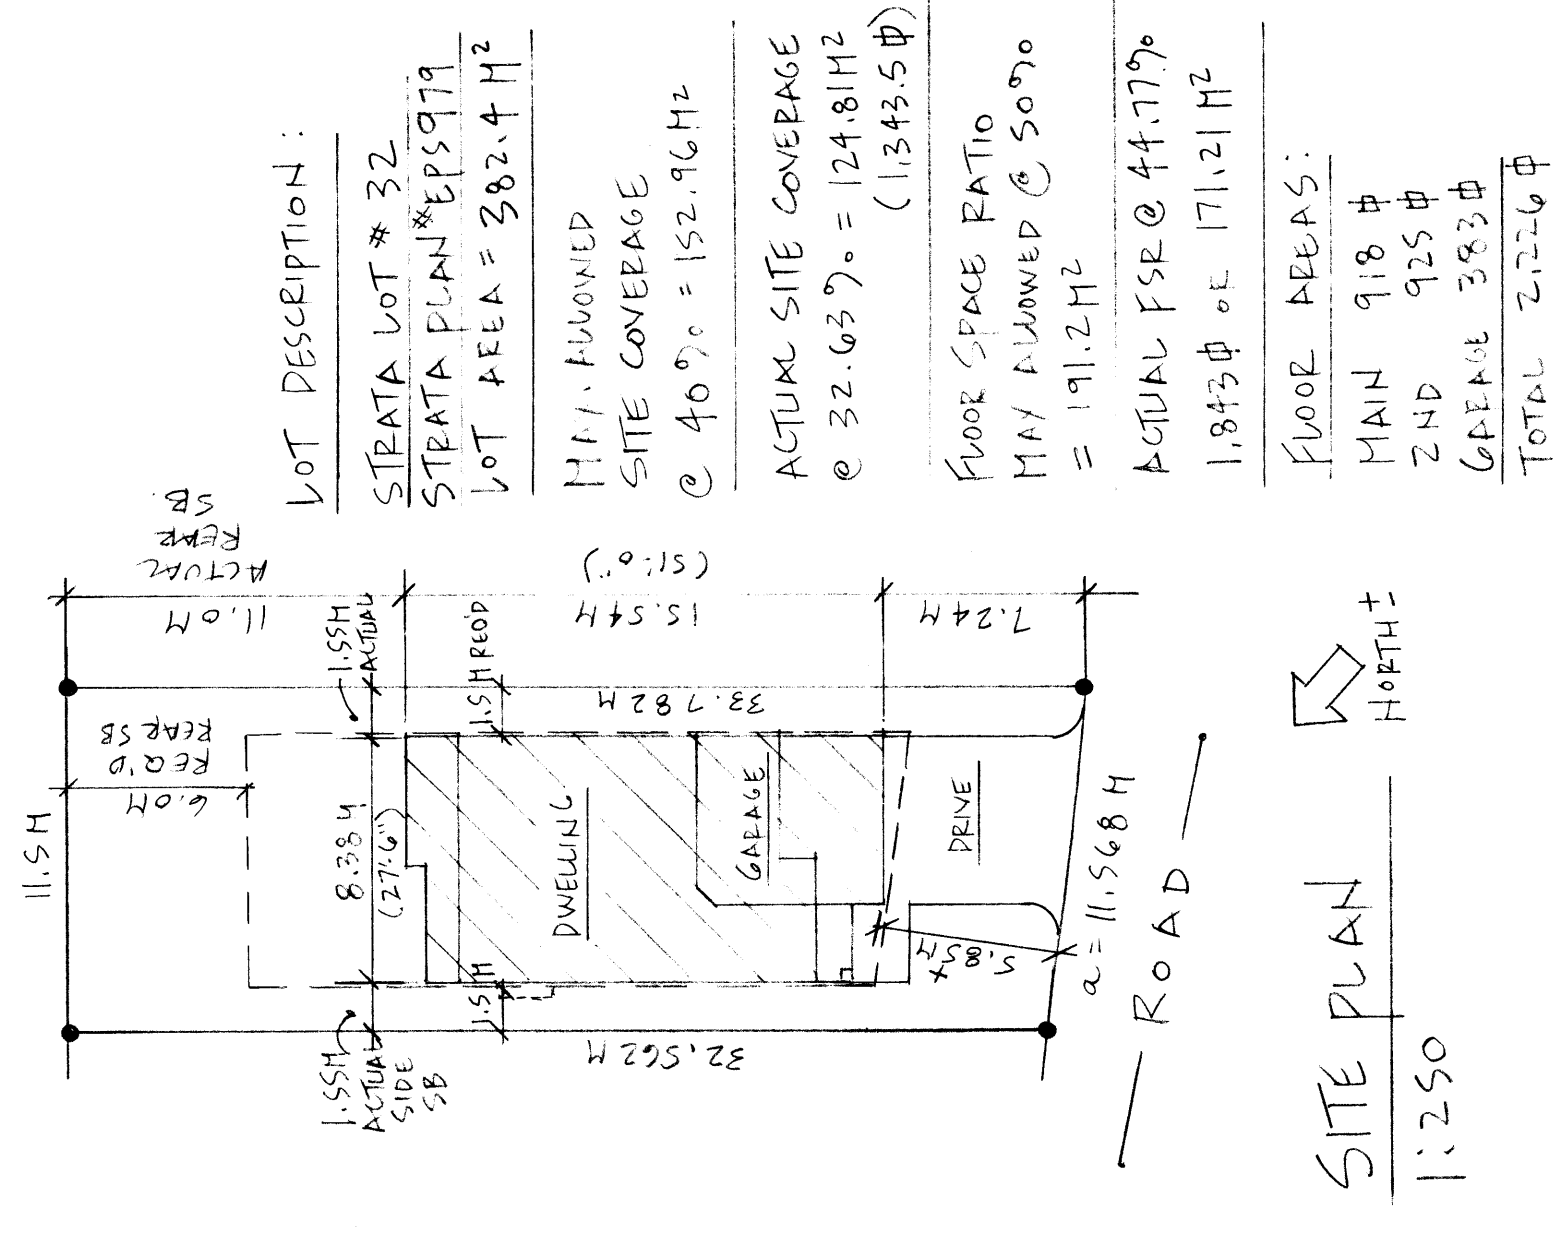 LOT DESCRIPTION:
STRATA LOT # 32
STRATA PLAN # EPS979
LOT AREA = 382.4 M²
MAX. ALLOWED
SITE COVERAGE
@ 40% = 152.96 M²
ACTUAL SITE COVERAGE
@ 32.63% = 124.81 M²
(1,343.5 ⌷)
FLOOR SPACE RATIO
MAX ALLOWED @ 50%
= 191.2 M²
ACTUAL FSR @ 44.77%
1,843 ⌷ OR 171.21 M²
FLOOR AREAS:
MAIN 918 ⌷
2ND 925 ⌷
GARAGE 383 ⌷
TOTAL 2,226 ⌷
11.5 M
6.0 M
REQ'D
REAR SB
11.0 M
ACTUAL
REAR
SB.
1.55M
ACTUAL
1.5 M REQ'D
8.38 M
(27'-6")
15.54 M
(51'-0")
7.24 M
33.782 M
32.562 M
1.55M
ACTUAL
SIDE
SB
1.5 M
DWELLING
GARAGE
DRIVE
5.85 M
a = 11.568 M
ROAD
NORTH ±
SITE PLAN
1:250